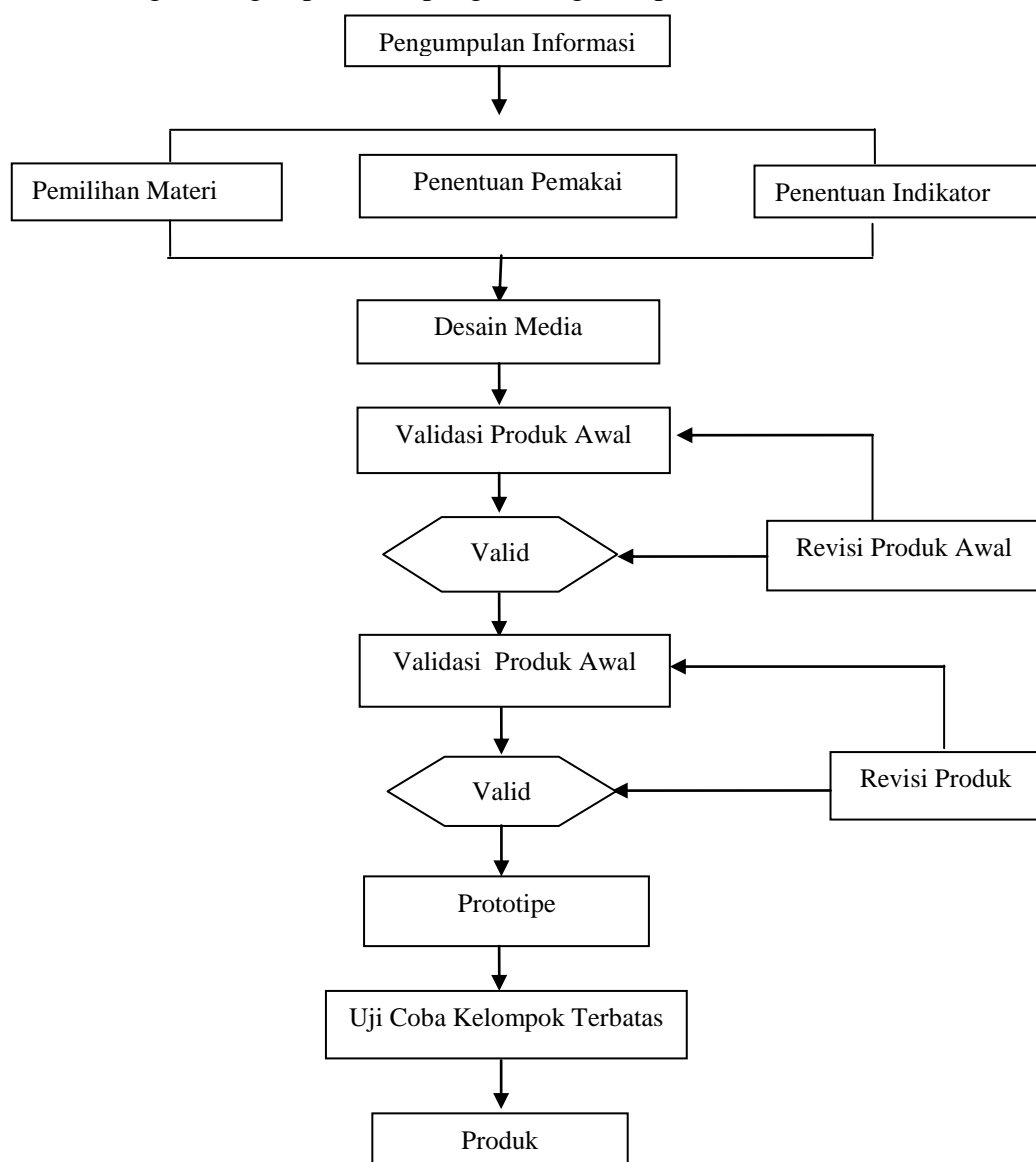 Pengumpulan Informasi
Pemilihan Materi
Penentuan Pemakai
Penentuan Indikator
Desain Media
Validasi Produk Awal
Valid
Revisi Produk Awal
Validasi Produk Awal
Valid
Revisi Produk
Prototipe
Uji Coba Kelompok Terbatas
Produk